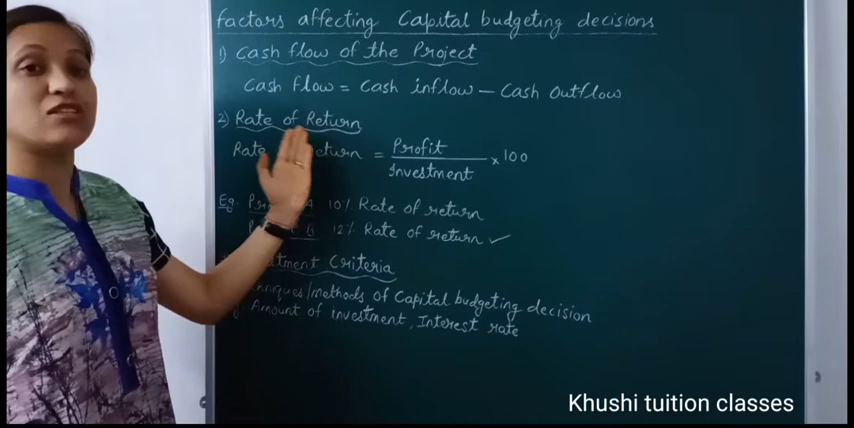 factors affecting Capital budgeting decisions
1) Cash flow of the Project
Cash flow = Cash inflow - Cash Outflow
2) Rate of Return
Rate = Profit / Investment × 100
Eg. 10% Rate of return
B 12% Rate of return ✓
Criteria
/methods of Capital budgeting decision
Amount of investment, Interest rate
Khushi tuition classes